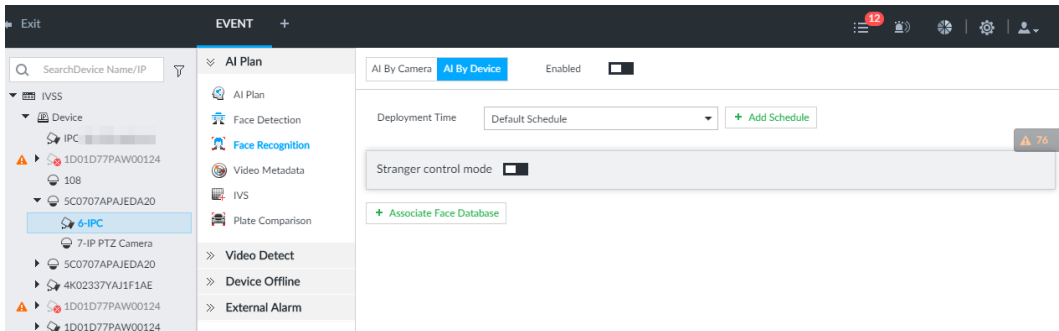 Exit
EVENT +
12
SearchDevice Name/IP
IVSS
Device
IPC
1D01D77PAW00124
108
5C0707APAJEDA20
6-IPC
7-IP PTZ Camera
5C0707APAJEDA20
4K02337YAJ1F1AE
1D01D77PAW00124
1D01D77PAW00124
AI Plan
AI Plan
Face Detection
Face Recognition
Video Metadata
IVS
Plate Comparison
Video Detect
Device Offline
External Alarm
AI By Camera AI By Device Enabled
Deployment Time Default Schedule + Add Schedule
76
Stranger control mode
+ Associate Face Database